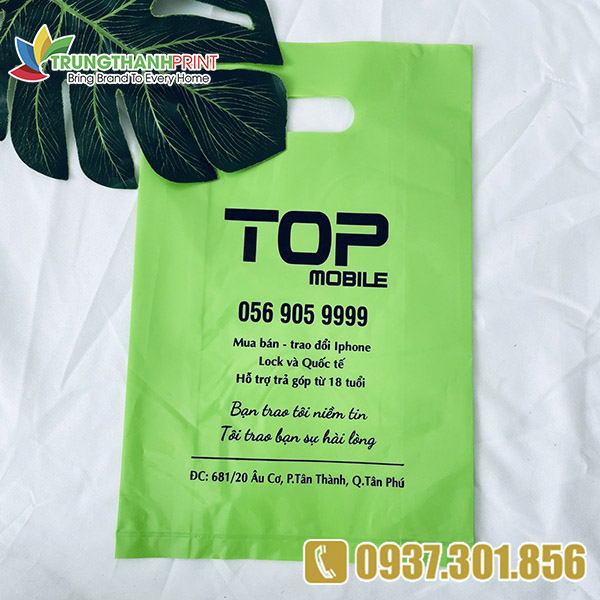 TRUNGTHANHPRINT
Bring Brand To Every Home
TOP
MOBILE
056 905 9999
Mua bán - trao đổi Iphone
Lock và Quốc tế
Hỗ trợ trả góp từ 18 tuổi
Bạn trao tôi niềm tin
Tôi trao bạn sự hài lòng
ĐC: 681/20 Âu Cơ, P.Tân Thành, Q.Tân Phú
0937.301.856